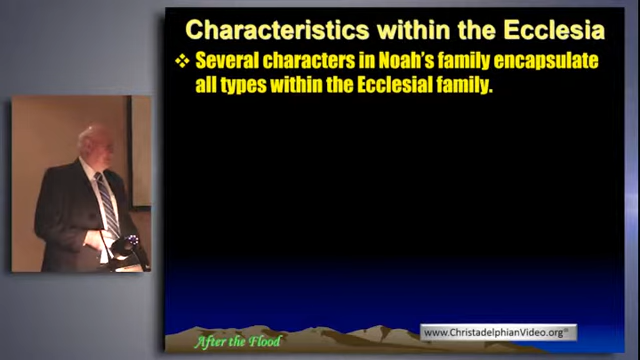 Characteristics within the Ecclesia
❖ Several characters in Noah's family encapsulate
all types within the Ecclesial family.
After the Flood
www.ChristadelphianVideo.org®